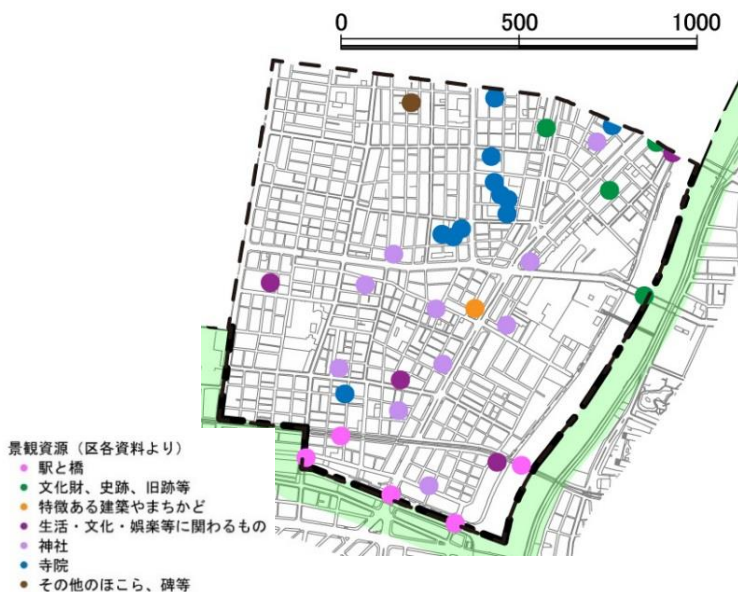 0 500 1000
景観資源（区各資料より）
駅と橋
文化財、史跡、旧跡等
特徴ある建築やまちかど
生活・文化・娯楽等に関わるもの
神社
寺院
その他のほこら、碑等